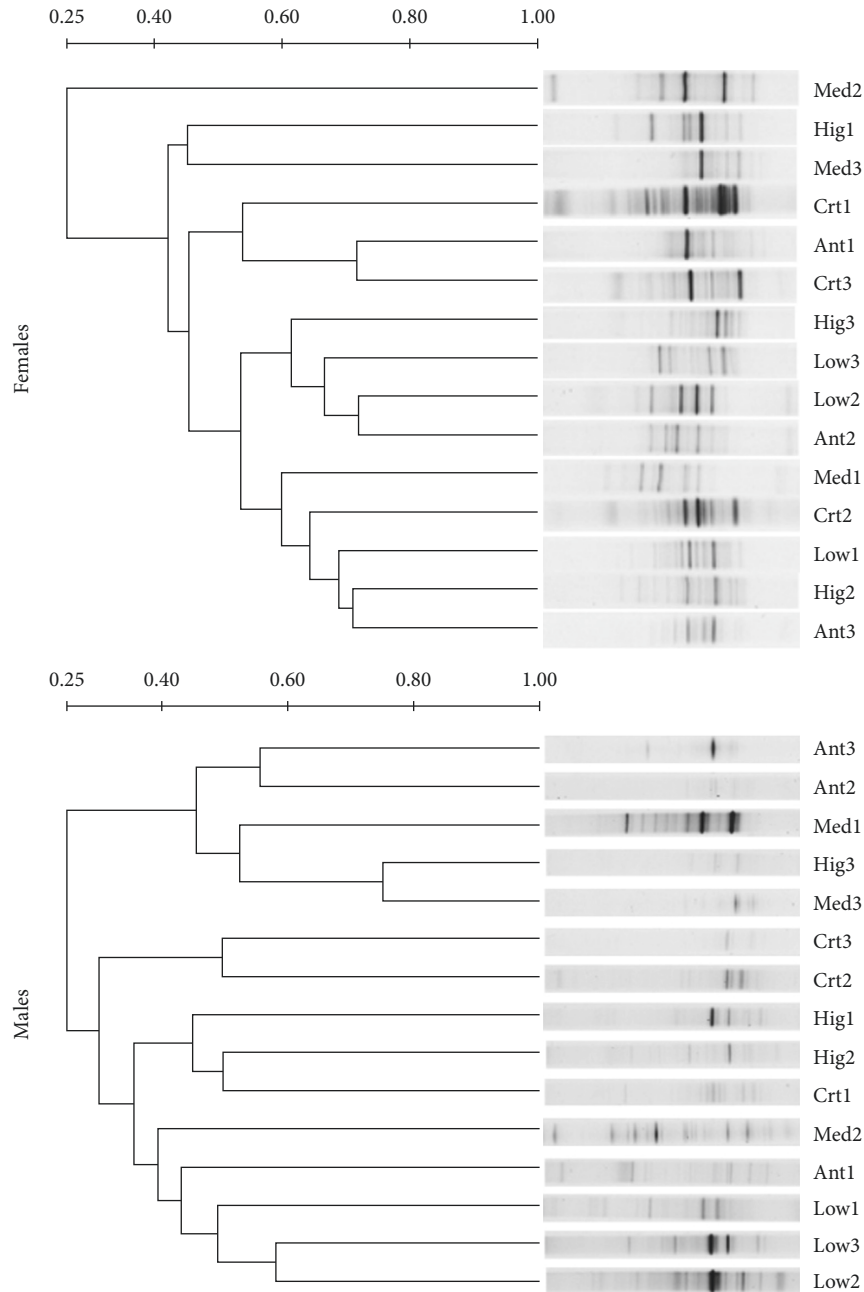 0.25 0.40 0.60 0.80 1.00
Females
Med2
Hig1
Med3
Crt1
Ant1
Crt3
Hig3
Low3
Low2
Ant2
Med1
Crt2
Low1
Hig2
Ant3
0.25 0.40 0.60 0.80 1.00
Males
Ant3
Ant2
Med1
Hig3
Med3
Crt3
Crt2
Hig1
Hig2
Crt1
Med2
Ant1
Low1
Low3
Low2